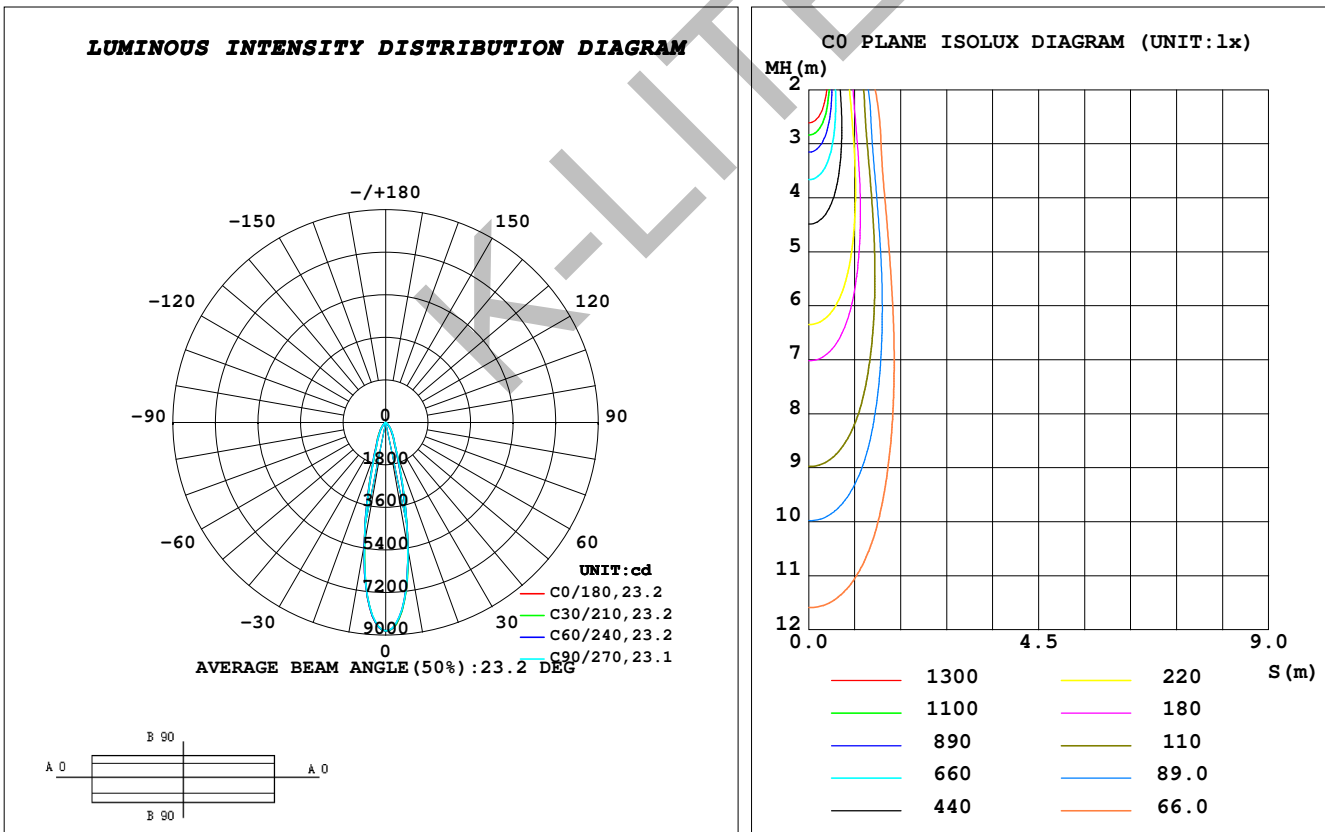 LUMINOUS INTENSITY DISTRIBUTION DIAGRAM
-/+180
-150
150
-120
120
-90
90
-60
60
-30
30
0
0
1800
3600
5400
7200
9000
UNIT:cd
C0/180,23.2
C30/210,23.2
C60/240,23.2
C90/270,23.1
AVERAGE BEAM ANGLE(50%):23.2 DEG
B 90
A 0
A 0
B 90
C0 PLANE ISOLUX DIAGRAM (UNIT:lx)
MH(m)
2
3
4
5
6
7
8
9
10
11
12
0.0
4.5
9.0
S(m)
1300
220
1100
180
890
110
660
89.0
440
66.0
K-LITE